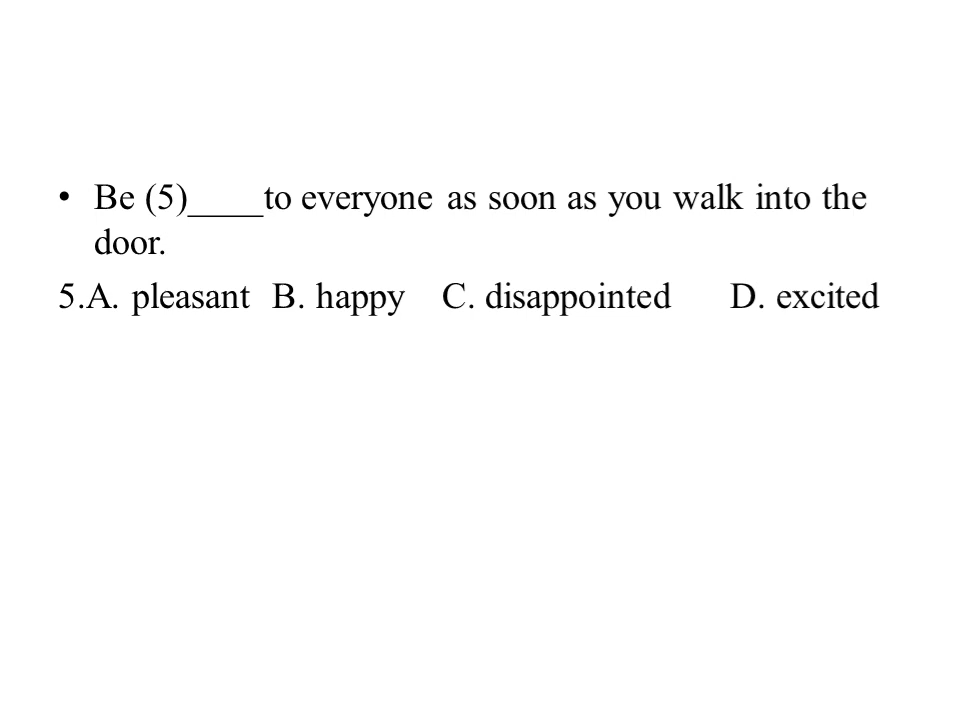 • Be (5)____to everyone as soon as you walk into the
door.
5.A. pleasant B. happy C. disappointed D. excited